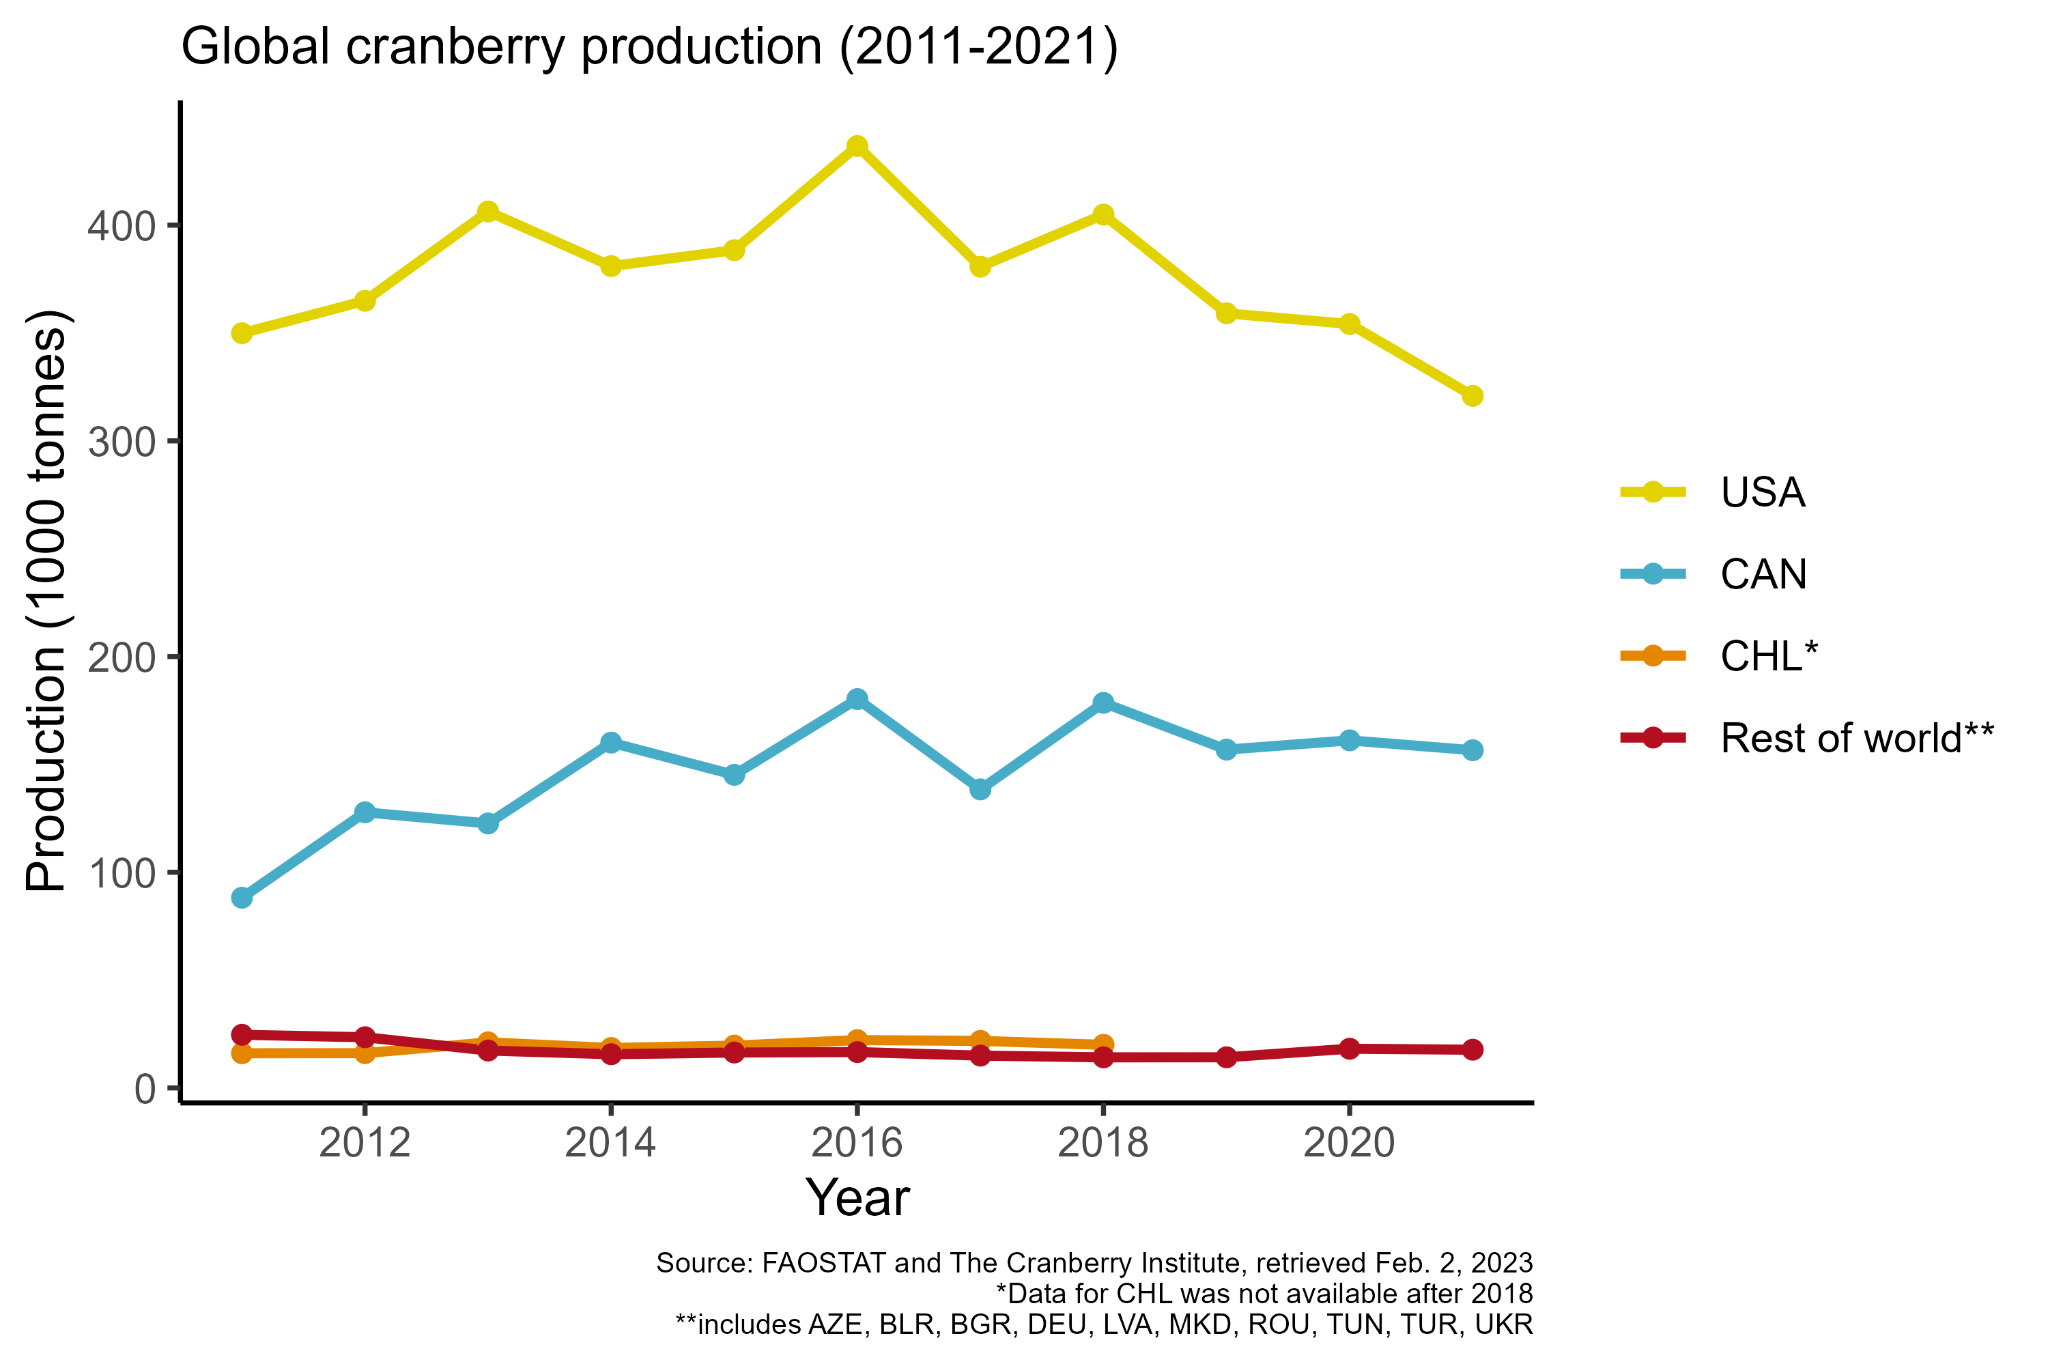 Global cranberry production (2011-2021)
Production (1000 tonnes)
400
300
200
100
0
2012 2014 2016 2018 2020
Year
USA
CAN
CHL*
Rest of world**
Source: FAOSTAT and The Cranberry Institute, retrieved Feb. 2, 2023
*Data for CHL was not available after 2018
**includes AZE, BLR, BGR, DEU, LVA, MKD, ROU, TUN, TUR, UKR